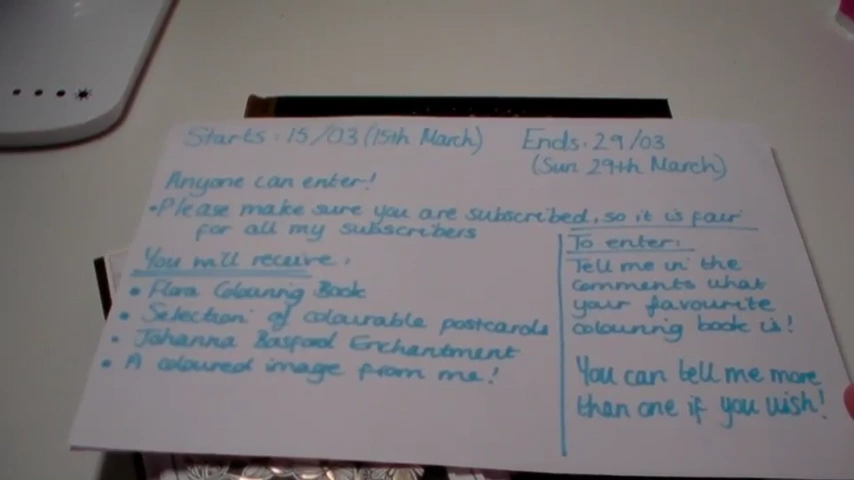 Starts: 15/03 (15th March)
Ends: 29/03
(Sun 29th March)
Anyone can enter!
• Please make sure you are subscribed, so it is fair
for all my subscribers
You will receive:
• Flora Colouring Book
• Selection of colourable postcards
• Johanna Basford Enchantment
• A coloured image from me!
To enter:
Tell me in the
comments what
your favourite
colouring book is!
You can tell me more
than one if you wish!